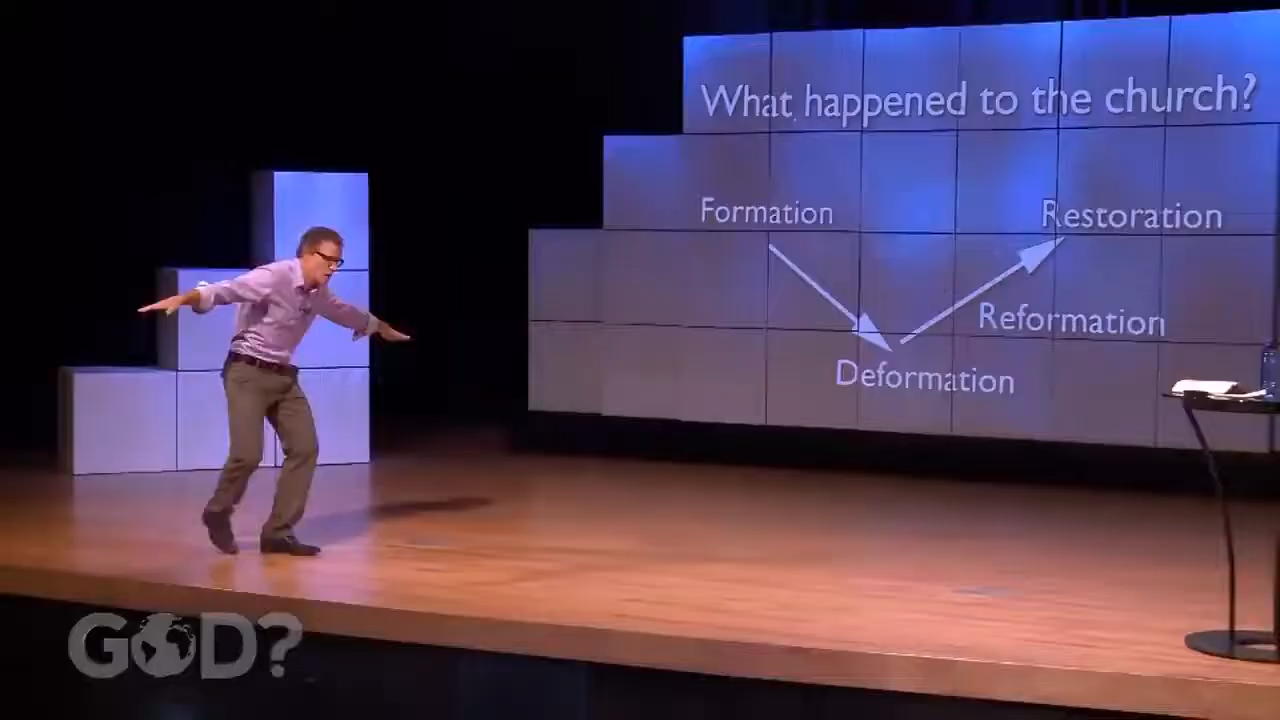 What happened to the church?
Formation
Restoration
Reformation
Deformation
GOD?